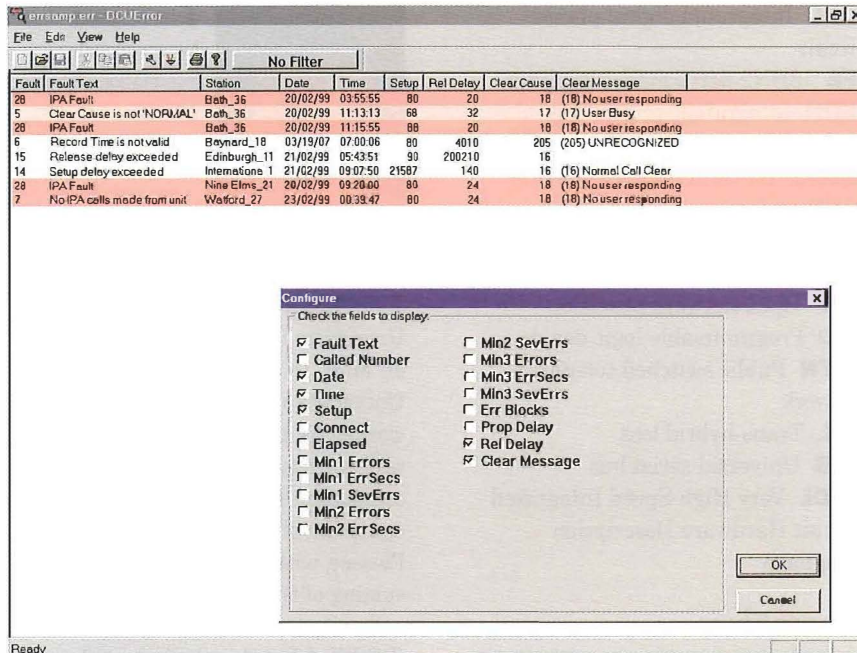 errsamp.err - DCUError
File Edit View Help
No Filter
Fault Fault Text Station Date Time Setup Rel Delay Clear Cause Clear Message
28 IPA Fault Bath_36 20/02/99 03:55:55 80 20 18 (18) No user responding
5 Clear Cause is not 'NORMAL' Bath_36 20/02/99 11:13:13 68 32 17 (17) User Busy
28 IPA Fault Bath_36 20/02/99 11:15:55 88 20 18 (18) No user responding
6 Record Time is not valid Baynard_18 03/19/07 07:00:06 80 4010 205 (205) UNRECOGNIZED
15 Release delay exceeded Edinburgh_11 21/02/99 05:43:51 90 200210 16
14 Setup delay exceeded Internationa 1 21/02/99 09:07:50 21587 140 16 (16) Normal Call Clear
28 IPA Fault Nine Elms_21 20/02/99 09:20:00 80 24 18 (18) No user responding
7 No IPA calls made from unit Watford_27 23/02/99 00:39:47 80 24 18 (18) No user responding
Configure
Check the fields to display:
Fault Text
Called Number
Date
Time
Setup
Connect
Elapsed
Min1 Errors
Min1 ErrSecs
Min1 SevErrs
Min2 Errors
Min2 ErrSecs
Min2 SevErrs
Min3 Errors
Min3 ErrSecs
Min3 SevErrs
Err Blocks
Prop Delay
Rel Delay
Clear Message
OK
Cancel
Ready